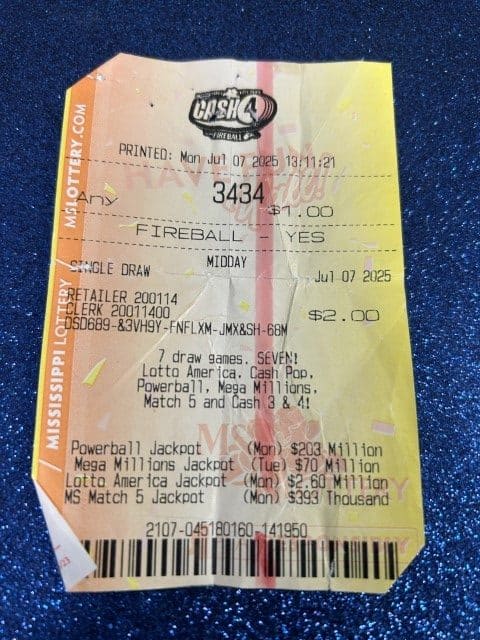 CASH 4
FIREBALL
PRINTED: Mon Jul 07 2025 13:11:21
Any 3434 $1.00
FIREBALL - YES
MIDDAY
SINGLE DRAW Jul 07 2025
RETAILER 200114
CLERK 20011400 $2.00
DSD689-&3VH9Y-FNFLXM-JMX&SH-68M
7 draw games. SEVEN!
Lotto America, Cash Pop,
Powerball, Mega Millions,
Match 5 and Cash 3 & 4!
Powerball Jackpot (Mon) $203 Million
Mega Millions Jackpot (Tue) $70 Million
Lotto America Jackpot (Mon) $2.60 Million
MS Match 5 Jackpot (Mon) $393 Thousand
2107-045180160-141950
MISSISSIPPI LOTTERY / MSLOTTERY.COM